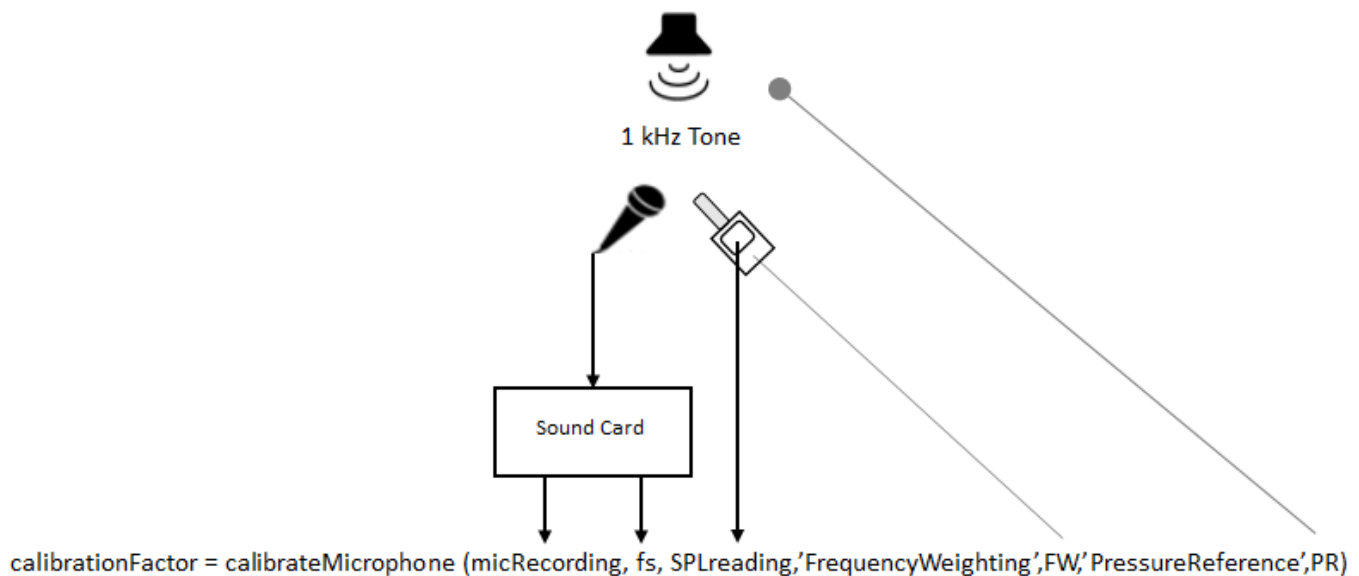 1 kHz Tone
Sound Card
calibrationFactor = calibrateMicrophone (micRecording, fs, SPLreading,’FrequencyWeighting’,FW,’PressureReference’,PR)